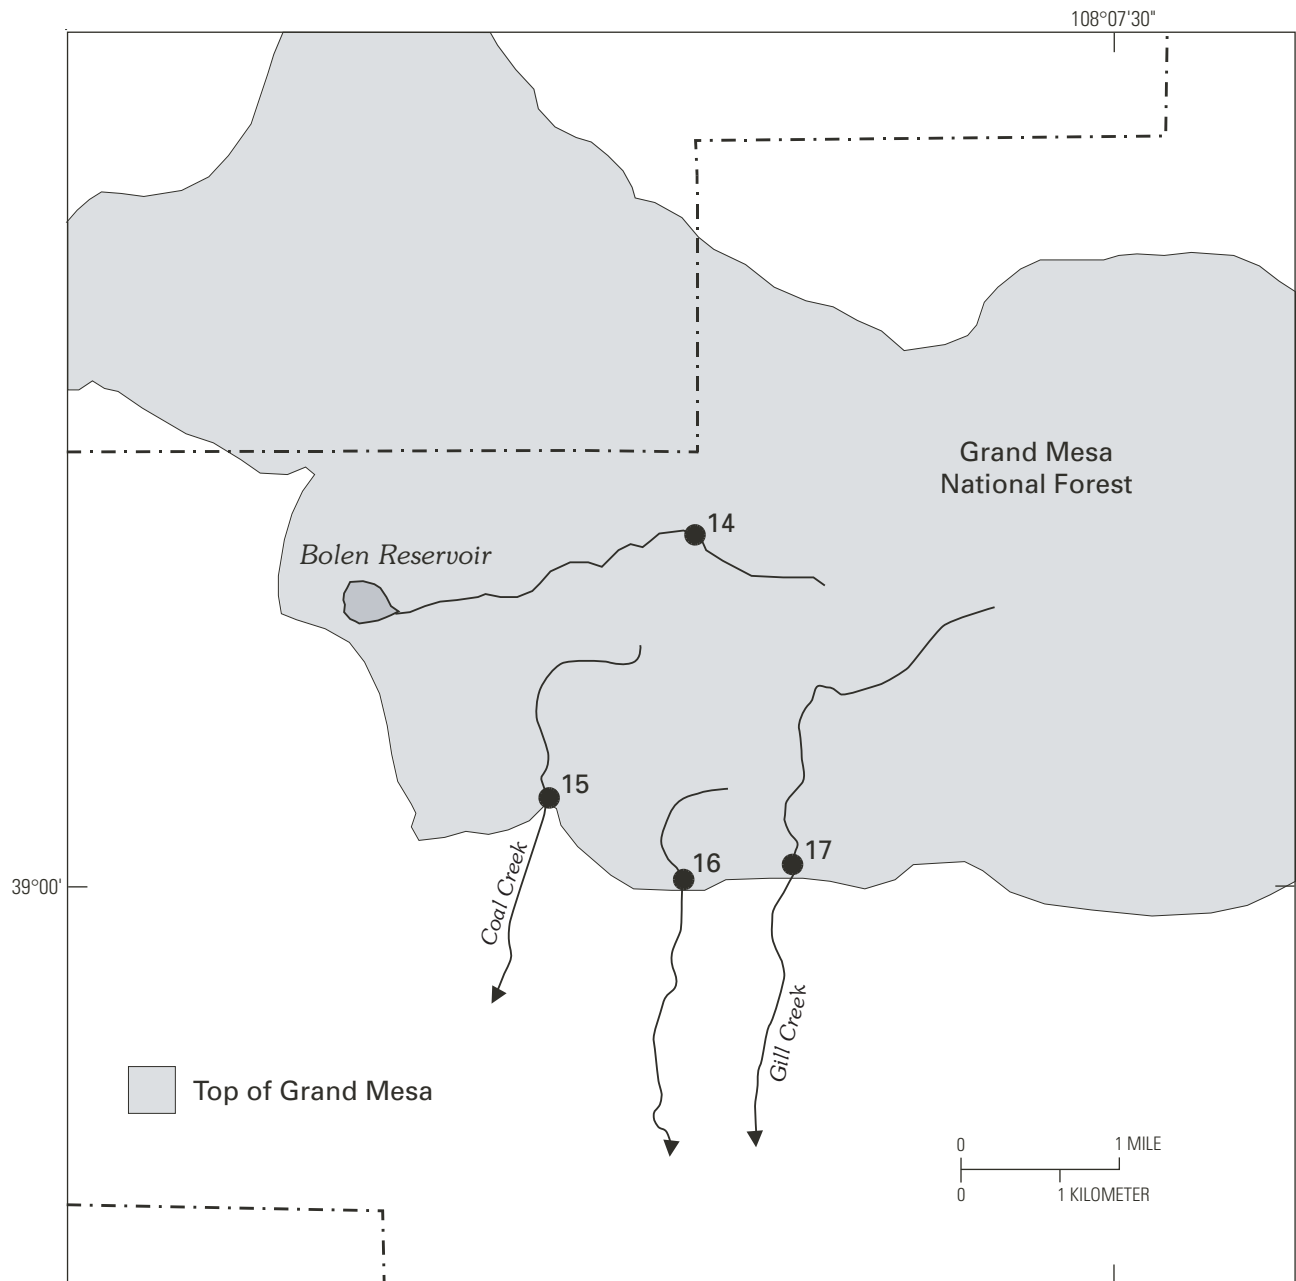 108°07'30"
Grand Mesa
National Forest
14
Bolen Reservoir
15
16
17
39°00'
Coal Creek
Gill Creek
Top of Grand Mesa
0 1 MILE
0 1 KILOMETER